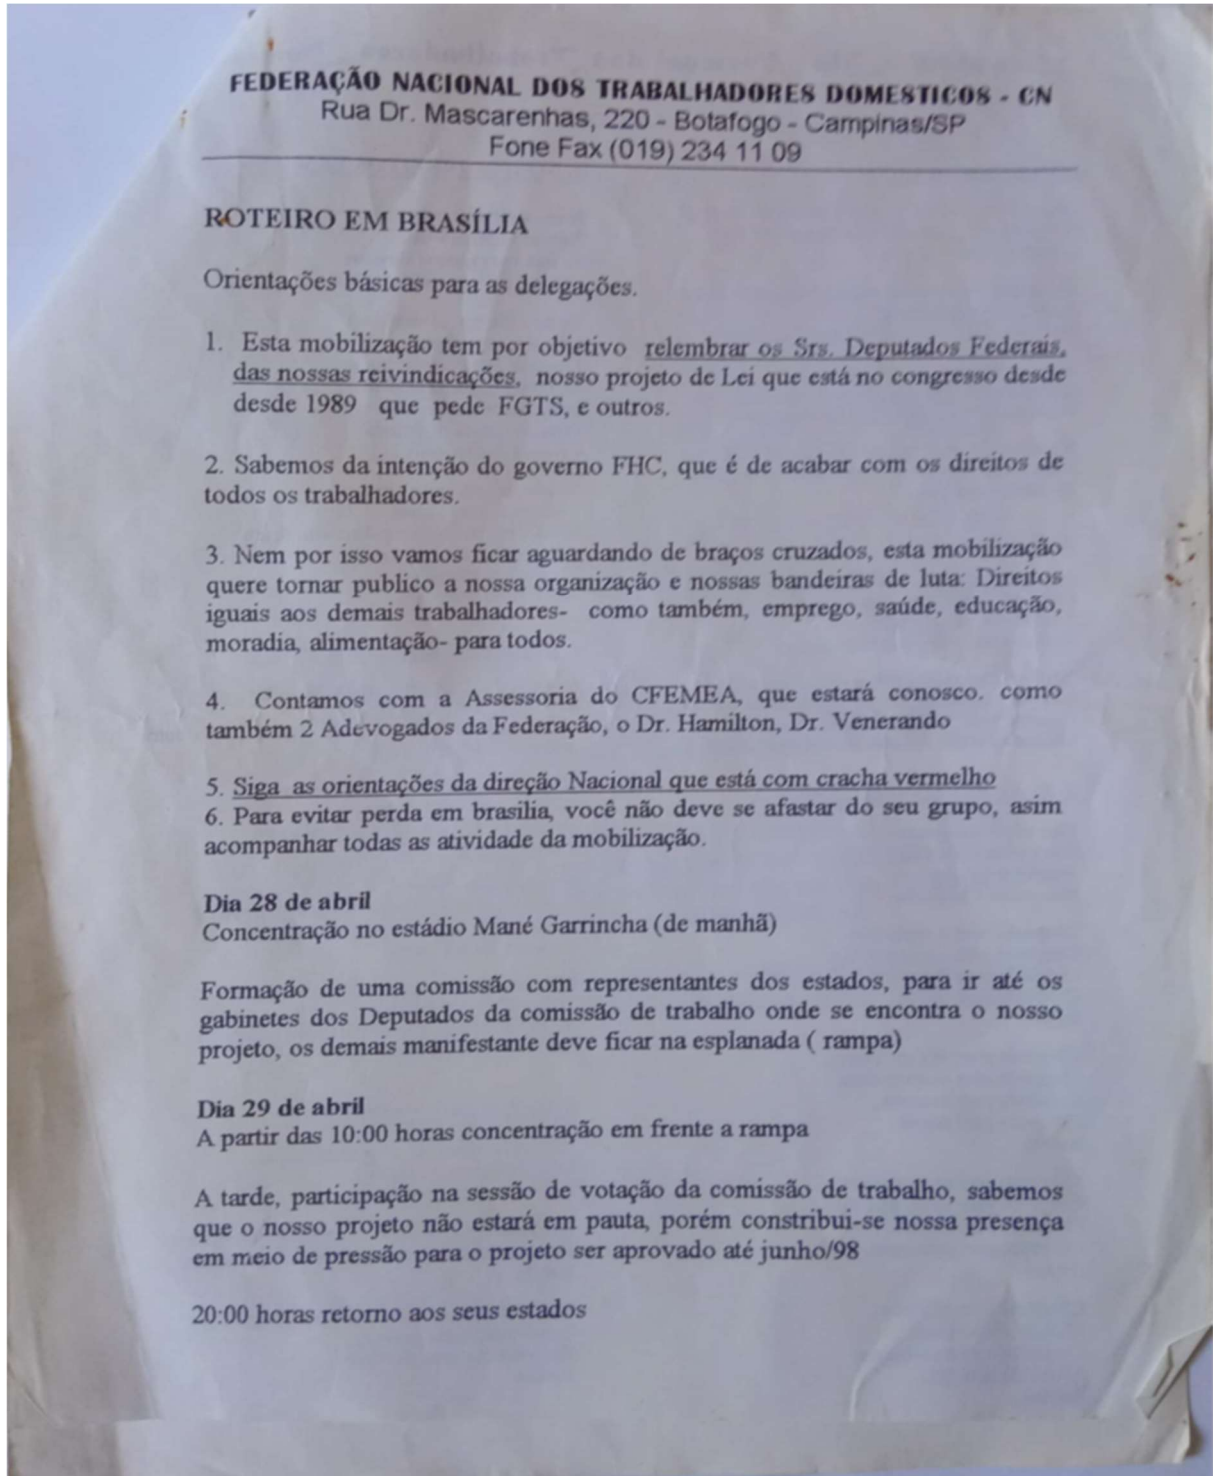 FEDERAÇÃO NACIONAL DOS TRABALHADORES DOMESTICOS - CN
Rua Dr. Mascarenhas, 220 - Botafogo - Campinas/SP
Fone Fax (019) 234 11 09
ROTEIRO EM BRASÍLIA
Orientações básicas para as delegações.
1. Esta mobilização tem por objetivo relembrar os Srs. Deputados Federais,
das nossas reivindicações, nosso projeto de Lei que está no congresso desde
desde 1989 que pede FGTS, e outros.
2. Sabemos da intenção do governo FHC, que é de acabar com os direitos de
todos os trabalhadores.
3. Nem por isso vamos ficar aguardando de braços cruzados, esta mobilização
quere tornar publico a nossa organização e nossas bandeiras de luta: Direitos
iguais aos demais trabalhadores- como também, emprego, saúde, educação,
moradia, alimentação- para todos.
4. Contamos com a Assessoria do CFEMEA, que estará conosco. como
também 2 Adevogados da Federação, o Dr. Hamilton, Dr. Venerando
5. Siga as orientações da direção Nacional que está com cracha vermelho
6. Para evitar perda em brasilia, você não deve se afastar do seu grupo, asim
acompanhar todas as atividade da mobilização.
Dia 28 de abril
Concentração no estádio Mané Garrincha (de manhã)
Formação de uma comissão com representantes dos estados, para ir até os
gabinetes dos Deputados da comissão de trabalho onde se encontra o nosso
projeto, os demais manifestante deve ficar na esplanada ( rampa)
Dia 29 de abril
A partir das 10:00 horas concentração em frente a rampa
A tarde, participação na sessão de votação da comissão de trabalho, sabemos
que o nosso projeto não estará em pauta, porém constribui-se nossa presença
em meio de pressão para o projeto ser aprovado até junho/98
20:00 horas retorno aos seus estados